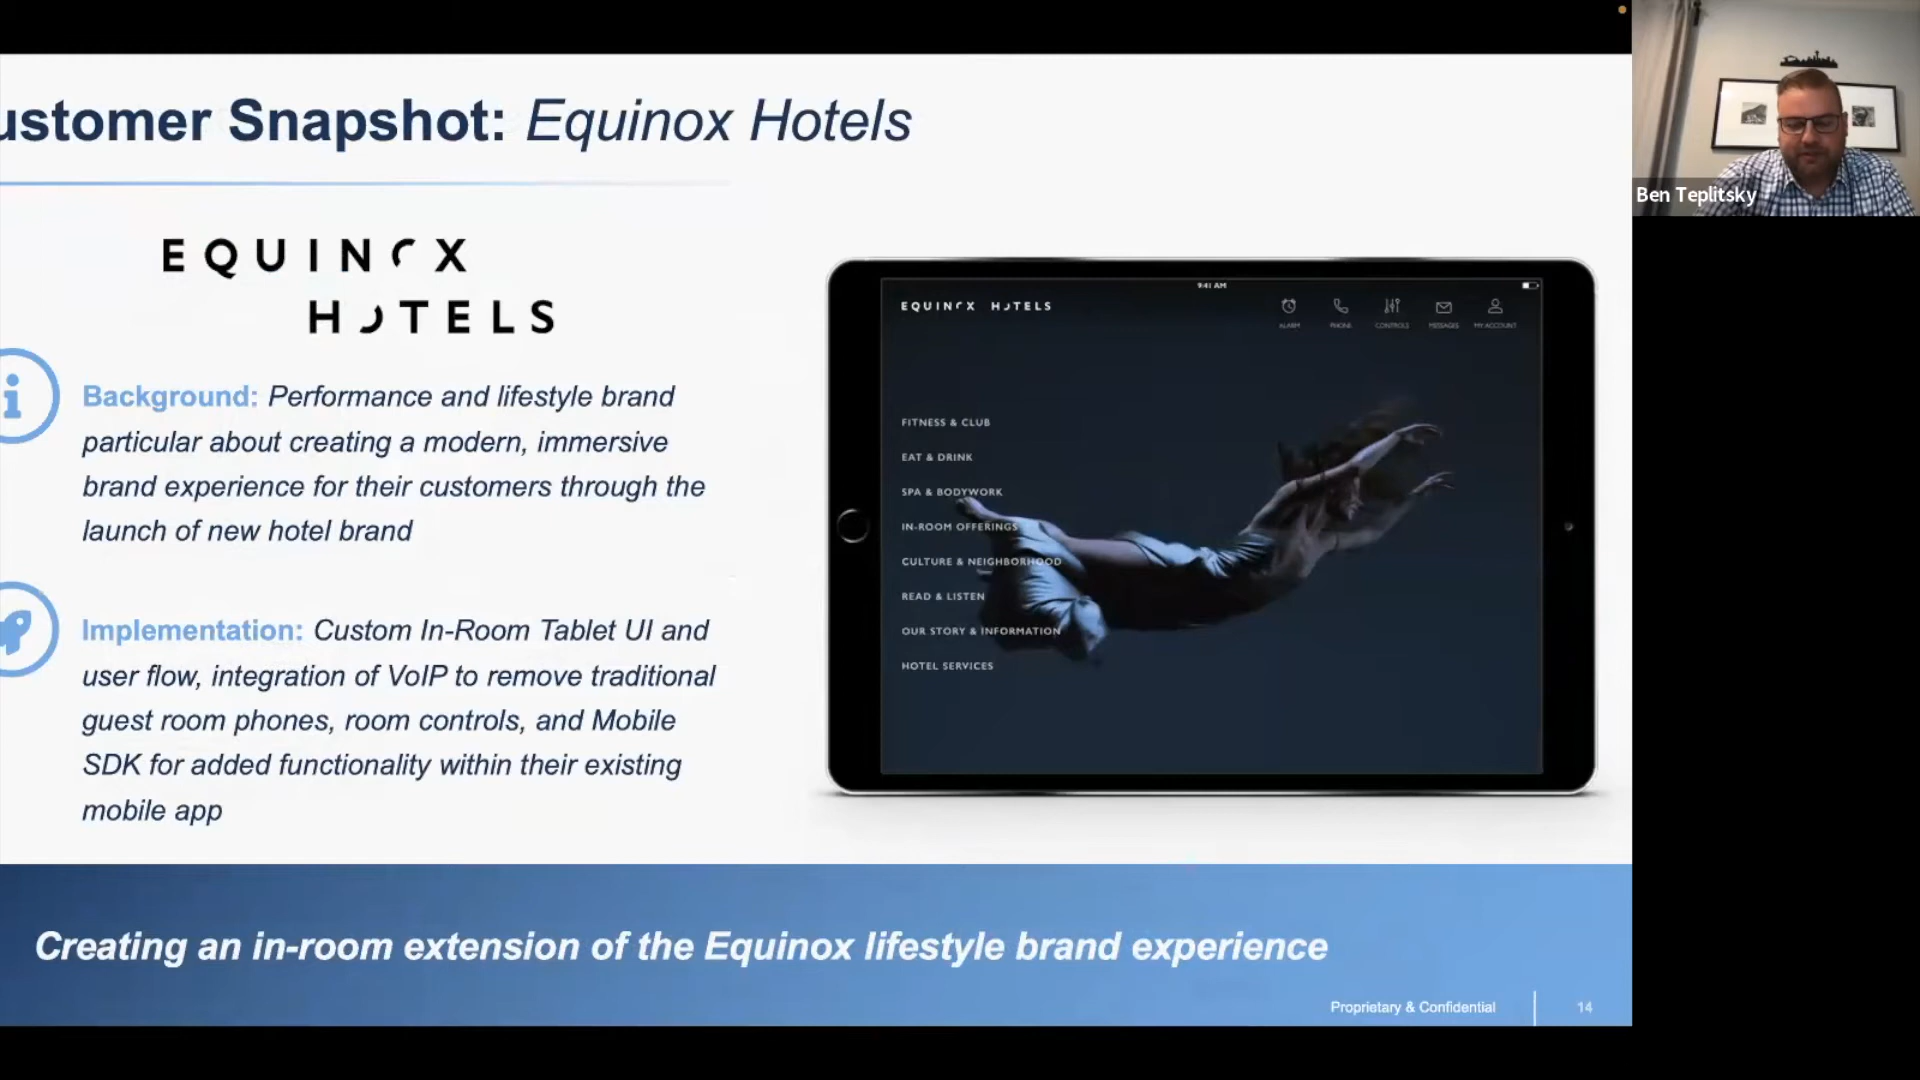 ustomer Snapshot: Equinox Hotels
EQUINOX
HOTELS
Background: Performance and lifestyle brand
particular about creating a modern, immersive
brand experience for their customers through the
launch of new hotel brand
Implementation: Custom In-Room Tablet UI and
user flow, integration of VoIP to remove traditional
guest room phones, room controls, and Mobile
SDK for added functionality within their existing
mobile app
9:41 AM
EQUINOX HOTELS
ALARM PHONE CONTROLS MESSAGES MY ACCOUNT
FITNESS & CLUB
EAT & DRINK
SPA & BODYWORK
IN-ROOM OFFERINGS
CULTURE & NEIGHBORHOOD
READ & LISTEN
OUR STORY & INFORMATION
HOTEL SERVICES
Creating an in-room extension of the Equinox lifestyle brand experience
Proprietary & Confidential 14
Ben Teplitsky